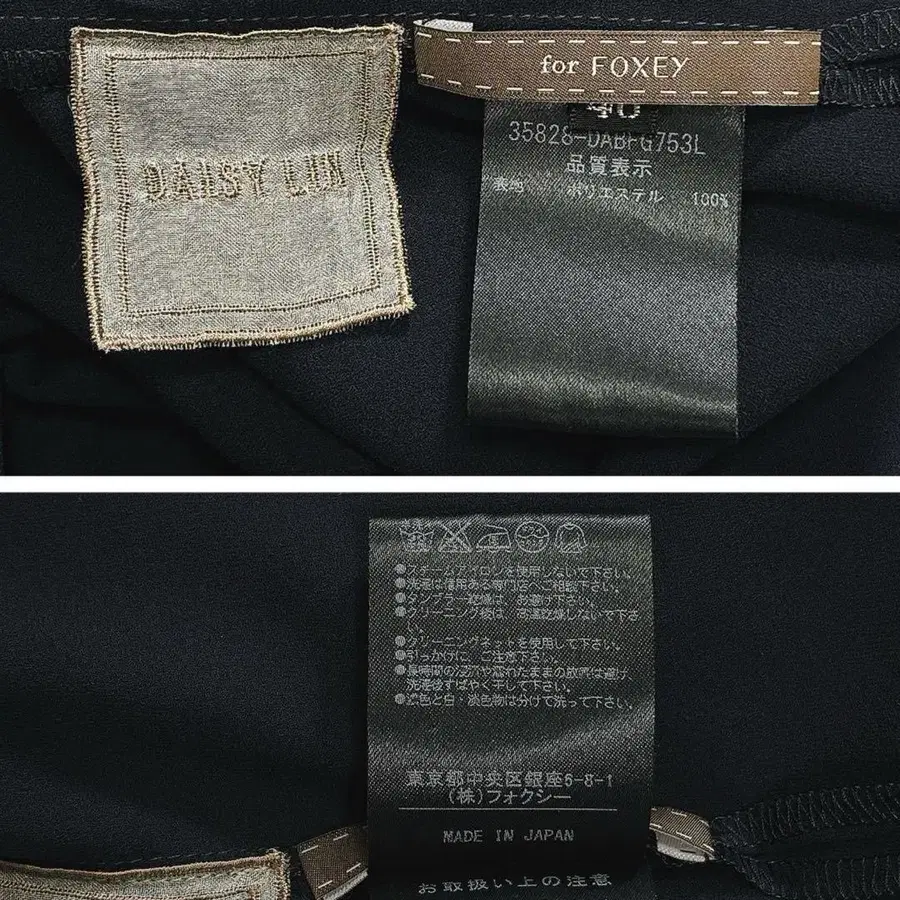 DAISY LIN
for FOXEY
40
35828-DABFG753L
品質表示
表地 ポリエステル 100%
●スチームアイロンを使用しないで下さい。
●洗濯は信用ある専門店へご相談下さい。
●タンブラー乾燥は お避け下さい。
●クリーニング後は 高温乾燥しないで下さ
い。
●クリーニングネットを使用して下さい。
●引っかけに ご注意下さい。
●長時間の浸水や濡れたままの放置は避け、
洗濯後すばやく干して下さい。
●濃色と白・淡色物は分けて洗って下さい。
東京都中央区銀座6-8-1
(株)フォクシー
MADE IN JAPAN
お取扱い上の注意